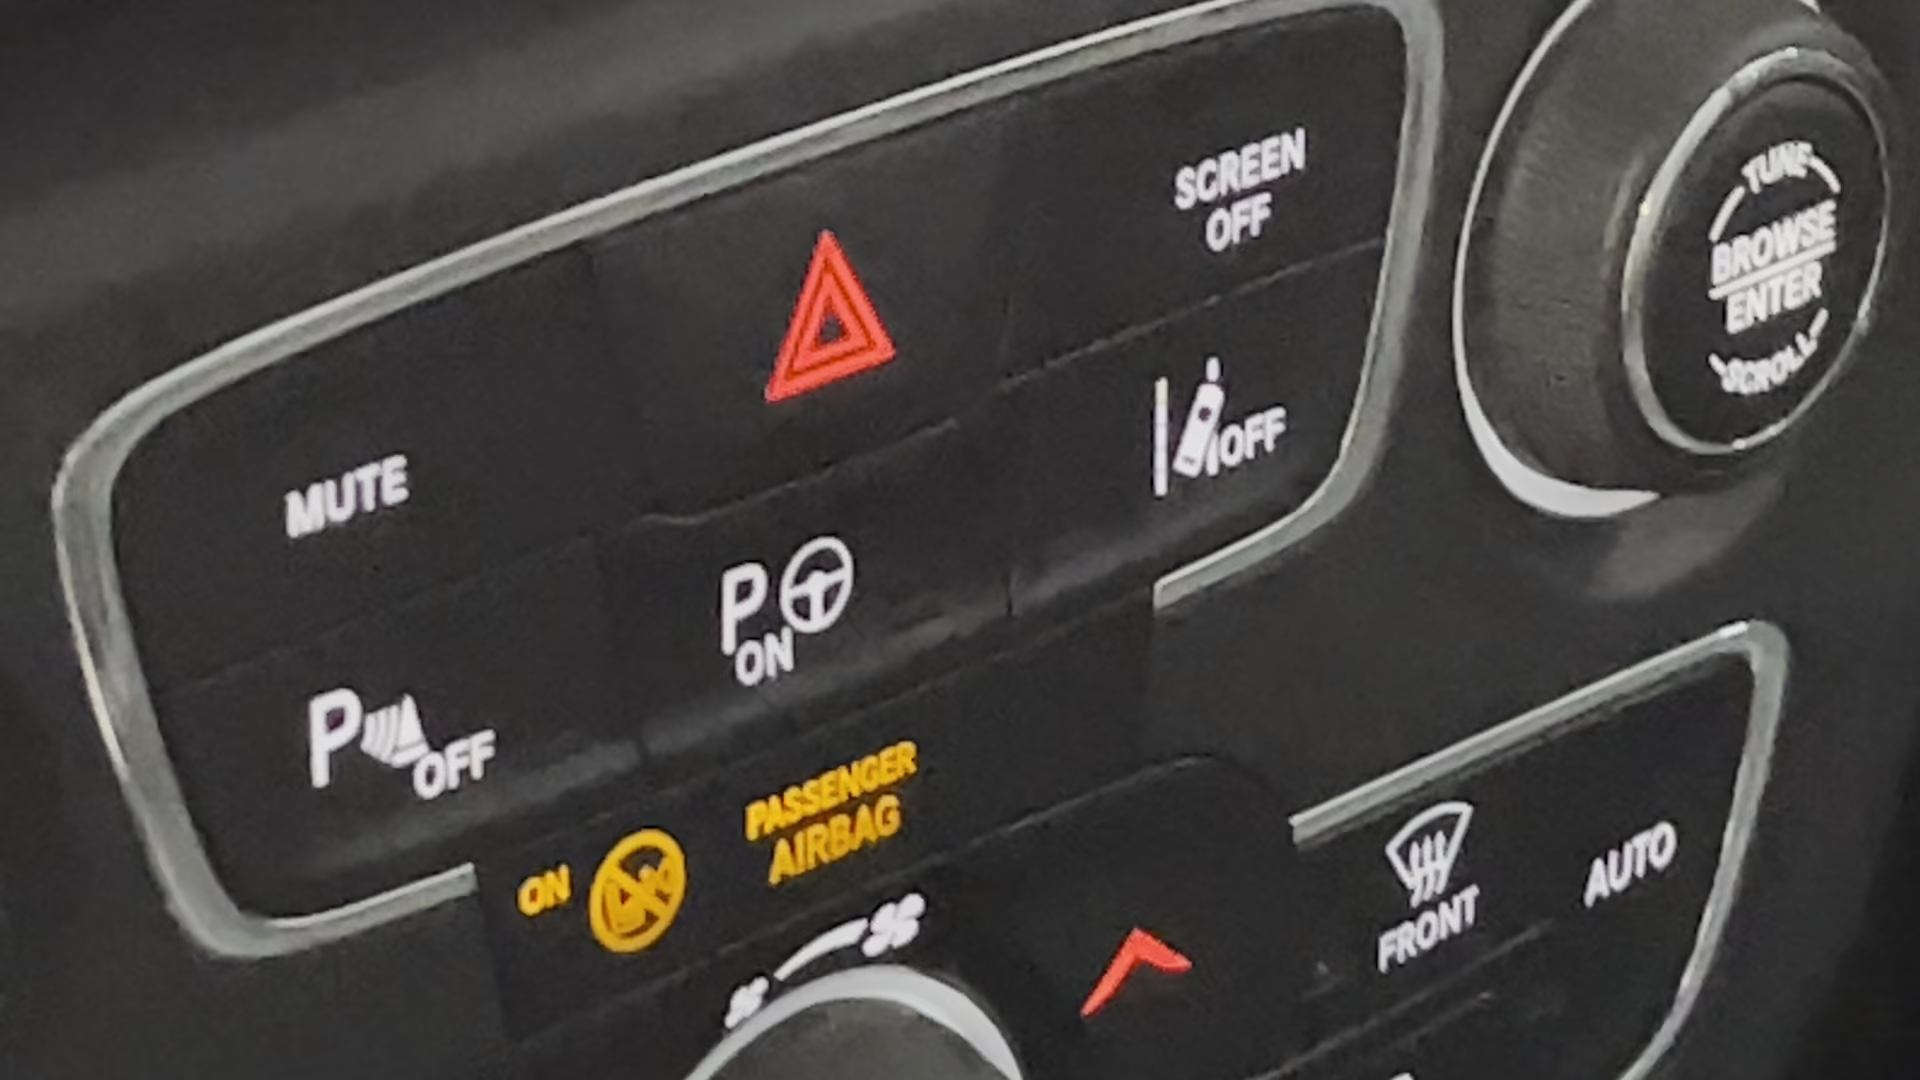 SCREEN
OFF
TUNE
BROWSE
ENTER
SCROLL
MUTE
OFF
P
ON
P
OFF
PASSENGER
AIRBAG
ON
FRONT
AUTO